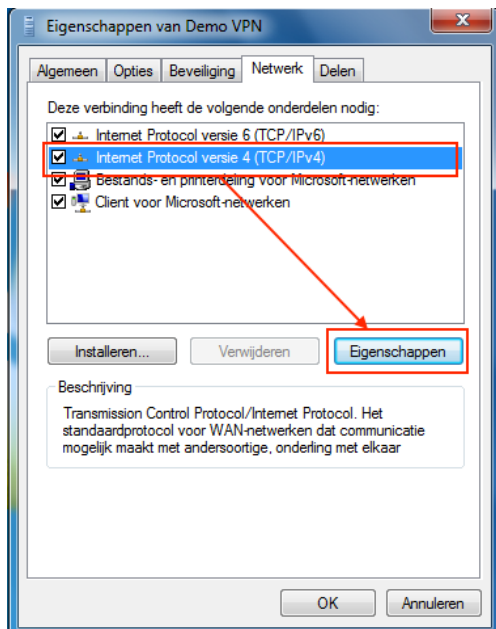 Eigenschappen van Demo VPN
Algemeen Opties Beveiliging Netwerk Delen
Deze verbinding heeft de volgende onderdelen nodig:
Internet Protocol versie 6 (TCP/IPv6)
Internet Protocol versie 4 (TCP/IPv4)
Bestands- en printerdeling voor Microsoft-netwerken
Client voor Microsoft-netwerken
Installeren... Verwijderen Eigenschappen
Beschrijving
Transmission Control Protocol/Internet Protocol. Het
standaardprotocol voor WAN-netwerken dat communicatie
mogelijk maakt met andersoortige, onderling met elkaar
OK Annuleren